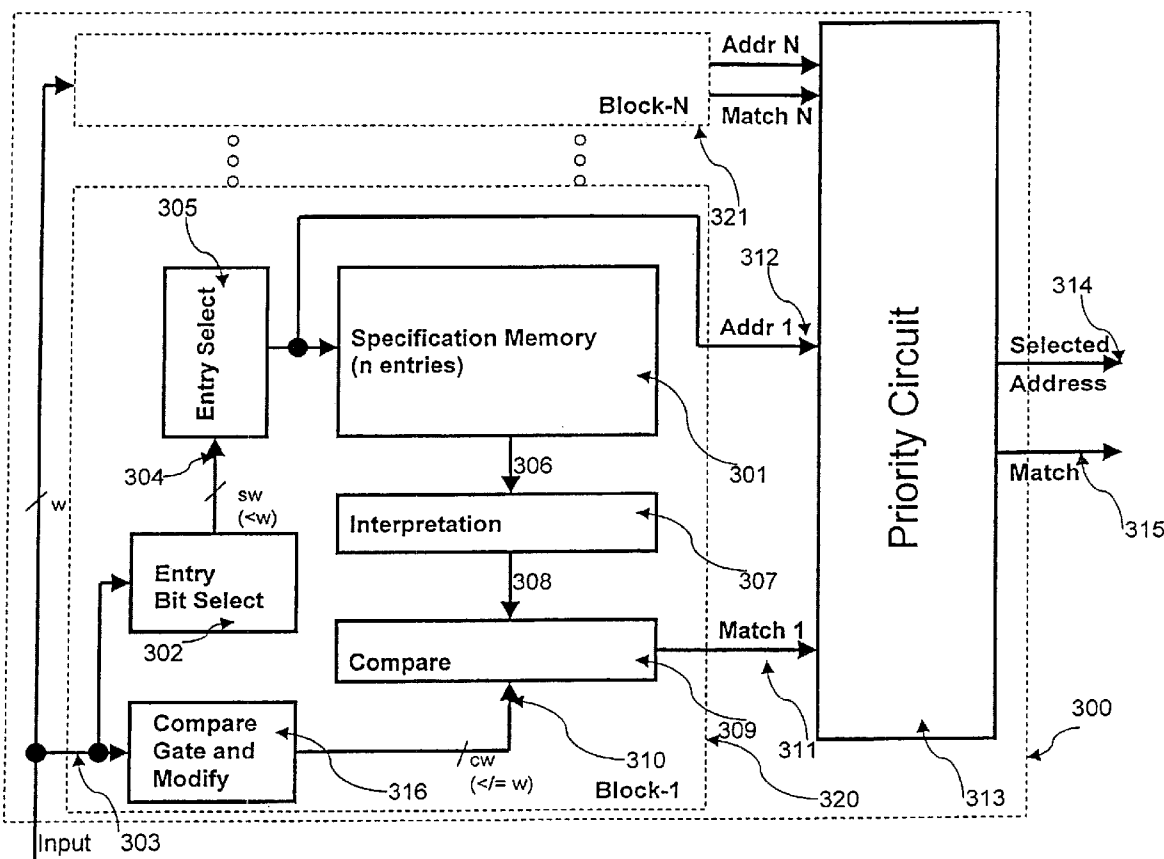 Addr N
Block-N
Match N
321
305
312
314
Entry Select
Specification Memory
(n entries)
Addr 1
Priority Circuit
Selected
Address
304
306
301
Match
315
w
sw
(<w)
Interpretation
307
Entry
Bit Select
302
308
Match 1
Compare
309
311
300
Compare
Gate and
Modify
316
cw
(</= w)
310
Block-1
320
313
Input
303